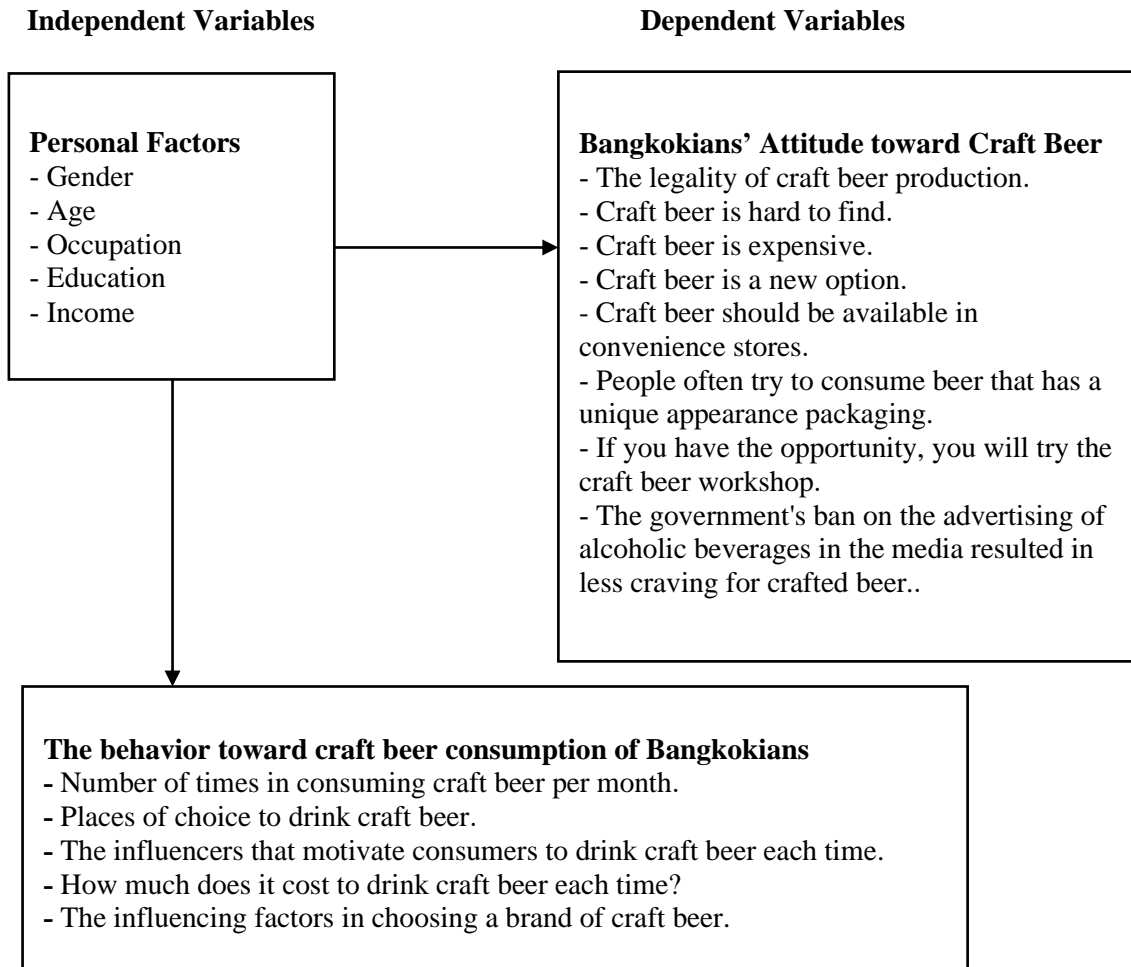 Independent Variables
Dependent Variables
Personal Factors
- Gender
- Age
- Occupation
- Education
- Income
Bangkokians’ Attitude toward Craft Beer
- The legality of craft beer production.
- Craft beer is hard to find.
- Craft beer is expensive.
- Craft beer is a new option.
- Craft beer should be available in
convenience stores.
- People often try to consume beer that has a
unique appearance packaging.
- If you have the opportunity, you will try the
craft beer workshop.
- The government's ban on the advertising of
alcoholic beverages in the media resulted in
less craving for crafted beer..
The behavior toward craft beer consumption of Bangkokians
- Number of times in consuming craft beer per month.
- Places of choice to drink craft beer.
- The influencers that motivate consumers to drink craft beer each time.
- How much does it cost to drink craft beer each time?
- The influencing factors in choosing a brand of craft beer.